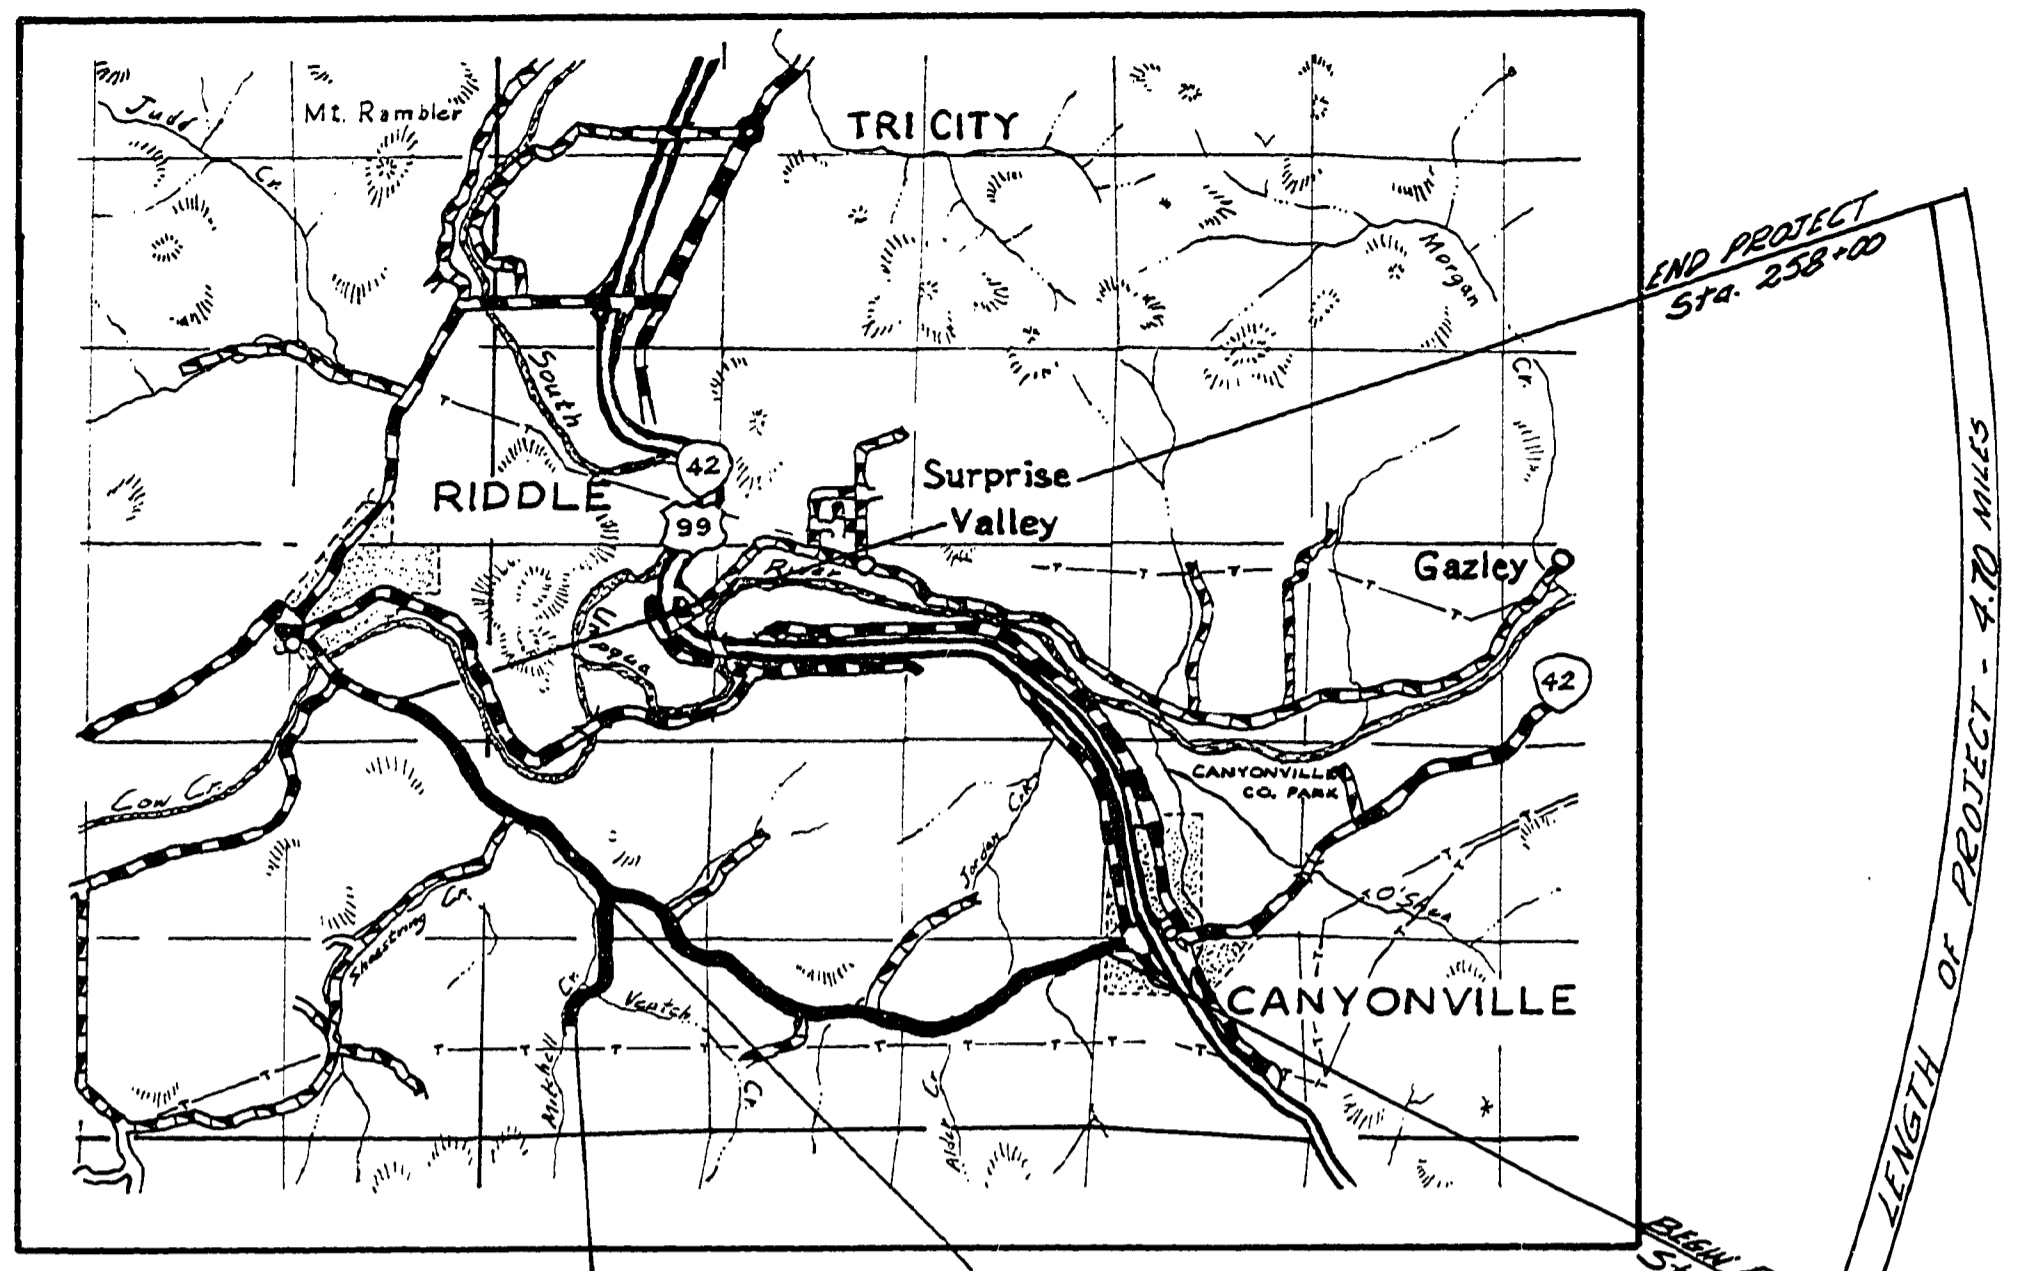 Mt. Rambler
Judd
Cr.
TRI CITY
END PROJECT
Sta. 258+00
Morgan
Cr.
South
42
RIDDLE
99
Surprise
Valley
River
Gazley
Umpqua
42
CANYONVILLE
CO. PARK
Cow Cr.
Jordan
Crk
O'Shea
Shoestring
Cr.
Cr.
Veatch
CANYONVILLE
Mitchell
Cr.
Alder
Cr.
LENGTH OF PROJECT - 4.70 MILES
BEGIN